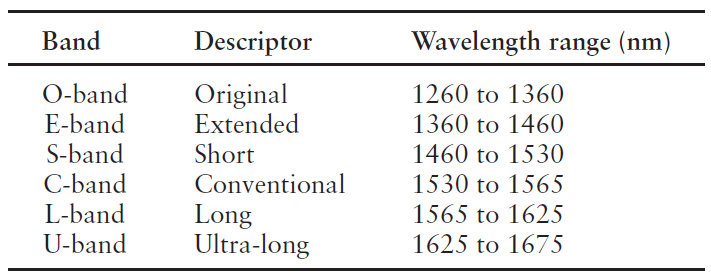 Band Descriptor Wavelength range (nm)
O-band Original 1260 to 1360
E-band Extended 1360 to 1460
S-band Short 1460 to 1530
C-band Conventional 1530 to 1565
L-band Long 1565 to 1625
U-band Ultra-long 1625 to 1675